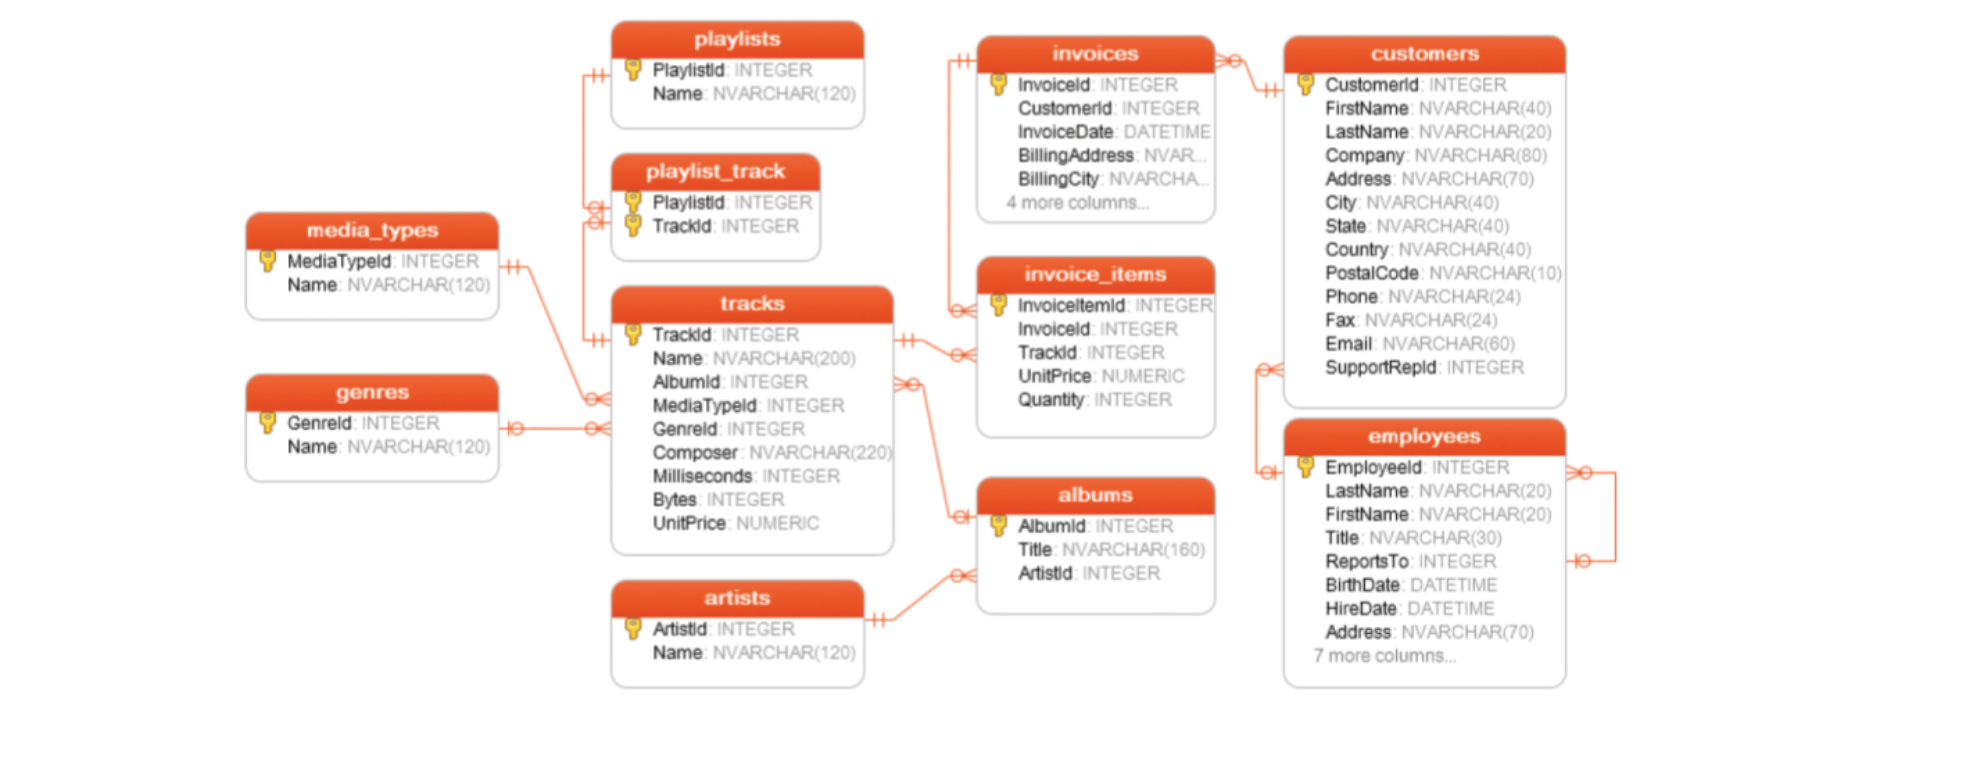 playlists
PlaylistId: INTEGER
Name: NVARCHAR(120)
playlist_track
PlaylistId: INTEGER
TrackId: INTEGER
media_types
MediaTypeId: INTEGER
Name: NVARCHAR(120)
genres
GenreId: INTEGER
Name: NVARCHAR(120)
tracks
TrackId: INTEGER
Name: NVARCHAR(200)
AlbumId: INTEGER
MediaTypeId: INTEGER
GenreId: INTEGER
Composer: NVARCHAR(220)
Milliseconds: INTEGER
Bytes: INTEGER
UnitPrice: NUMERIC
artists
ArtistId: INTEGER
Name: NVARCHAR(120)
invoices
InvoiceId: INTEGER
CustomerId: INTEGER
InvoiceDate: DATETIME
BillingAddress: NVAR...
BillingCity: NVARCHA...
4 more columns...
invoice_items
InvoiceItemId: INTEGER
InvoiceId: INTEGER
TrackId: INTEGER
UnitPrice: NUMERIC
Quantity: INTEGER
albums
AlbumId: INTEGER
Title: NVARCHAR(160)
ArtistId: INTEGER
customers
CustomerId: INTEGER
FirstName: NVARCHAR(40)
LastName: NVARCHAR(20)
Company: NVARCHAR(80)
Address: NVARCHAR(70)
City: NVARCHAR(40)
State: NVARCHAR(40)
Country: NVARCHAR(40)
PostalCode: NVARCHAR(10)
Phone: NVARCHAR(24)
Fax: NVARCHAR(24)
Email: NVARCHAR(60)
SupportRepId: INTEGER
employees
EmployeeId: INTEGER
LastName: NVARCHAR(20)
FirstName: NVARCHAR(20)
Title: NVARCHAR(30)
ReportsTo: INTEGER
BirthDate: DATETIME
HireDate: DATETIME
Address: NVARCHAR(70)
7 more columns...